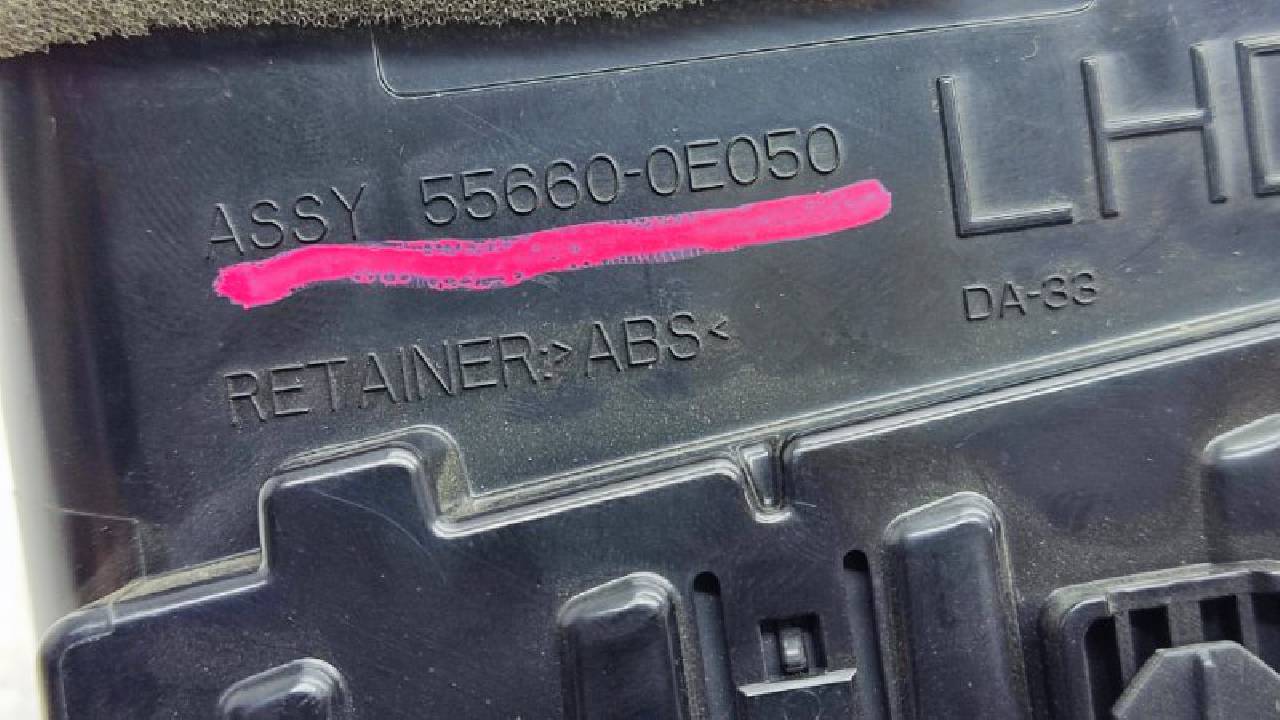 ASSY 55660-0E050
LH
DA-33
RETAINER:>ABS<